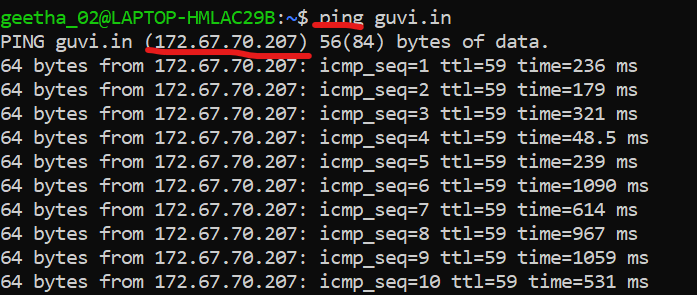 geetha_02@LAPTOP-HMLAC29B:~$ ping guvi.in
PING guvi.in (172.67.70.207) 56(84) bytes of data.
64 bytes from 172.67.70.207: icmp_seq=1 ttl=59 time=236 ms
64 bytes from 172.67.70.207: icmp_seq=2 ttl=59 time=179 ms
64 bytes from 172.67.70.207: icmp_seq=3 ttl=59 time=321 ms
64 bytes from 172.67.70.207: icmp_seq=4 ttl=59 time=48.5 ms
64 bytes from 172.67.70.207: icmp_seq=5 ttl=59 time=239 ms
64 bytes from 172.67.70.207: icmp_seq=6 ttl=59 time=1090 ms
64 bytes from 172.67.70.207: icmp_seq=7 ttl=59 time=614 ms
64 bytes from 172.67.70.207: icmp_seq=8 ttl=59 time=967 ms
64 bytes from 172.67.70.207: icmp_seq=9 ttl=59 time=1059 ms
64 bytes from 172.67.70.207: icmp_seq=10 ttl=59 time=531 ms